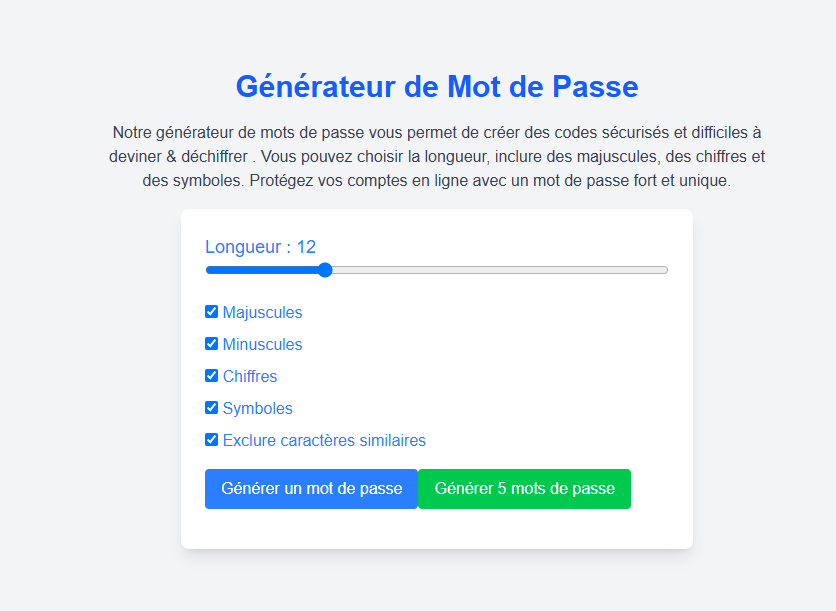 Générateur de Mot de Passe
Notre générateur de mots de passe vous permet de créer des codes sécurisés et difficiles à
deviner & déchiffrer . Vous pouvez choisir la longueur, inclure des majuscules, des chiffres et
des symboles. Protégez vos comptes en ligne avec un mot de passe fort et unique.
Longueur : 12
Majuscules
Minuscules
Chiffres
Symboles
Exclure caractères similaires
Générer un mot de passe Générer 5 mots de passe